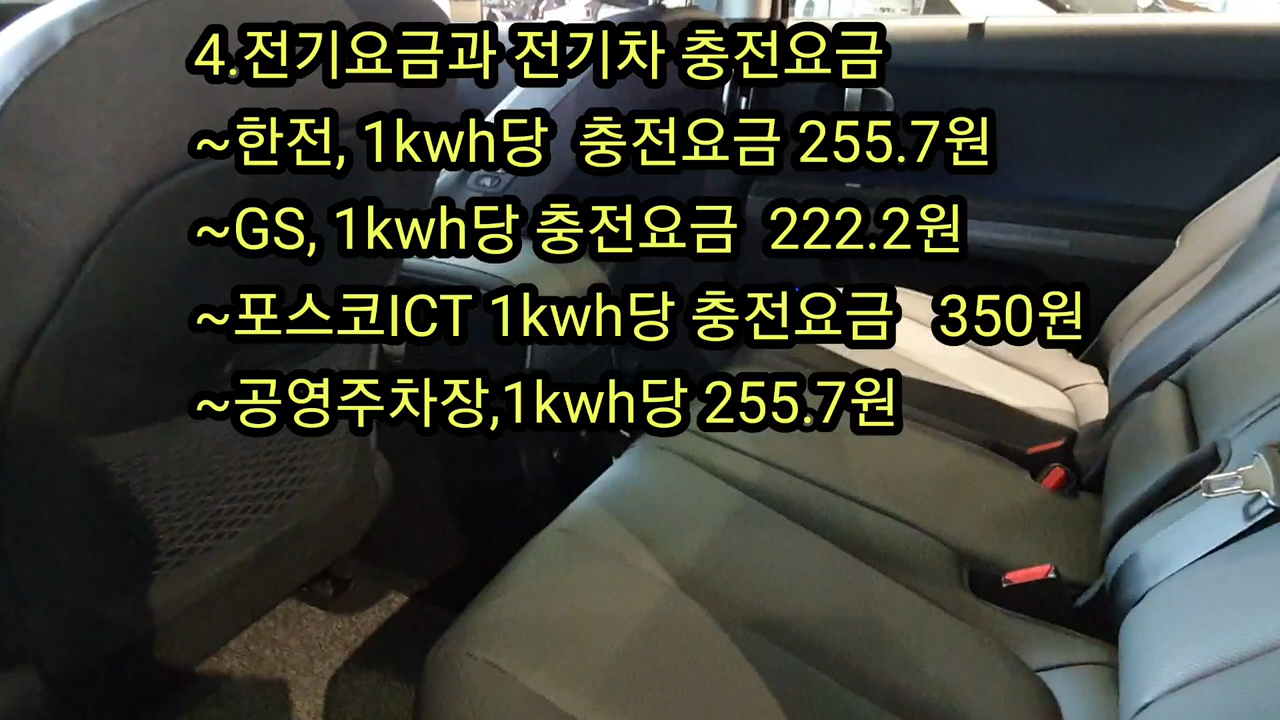 4.전기요금과 전기차 충전요금
~한전, 1kwh당 충전요금 255.7원
~GS, 1kwh당 충전요금 222.2원
~포스코ICT 1kwh당 충전요금 350원
~공영주차장,1kwh당 255.7원